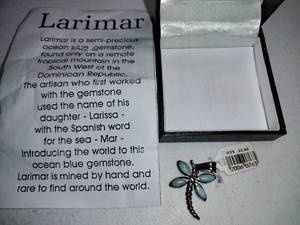 Larimar
Larimar is a semi-precious
ocean blue gemstone,
found only on a remote
tropical mountain in the
South West of the
Dominican Republic.
The artisan who first worked
with the gemstone
used the name of his
daughter - Larissa -
with the Spanish word
for the sea - Mar -
introducing the world to this
ocean blue gemstone.
Larimar is mined by hand and
rare to find around the world.